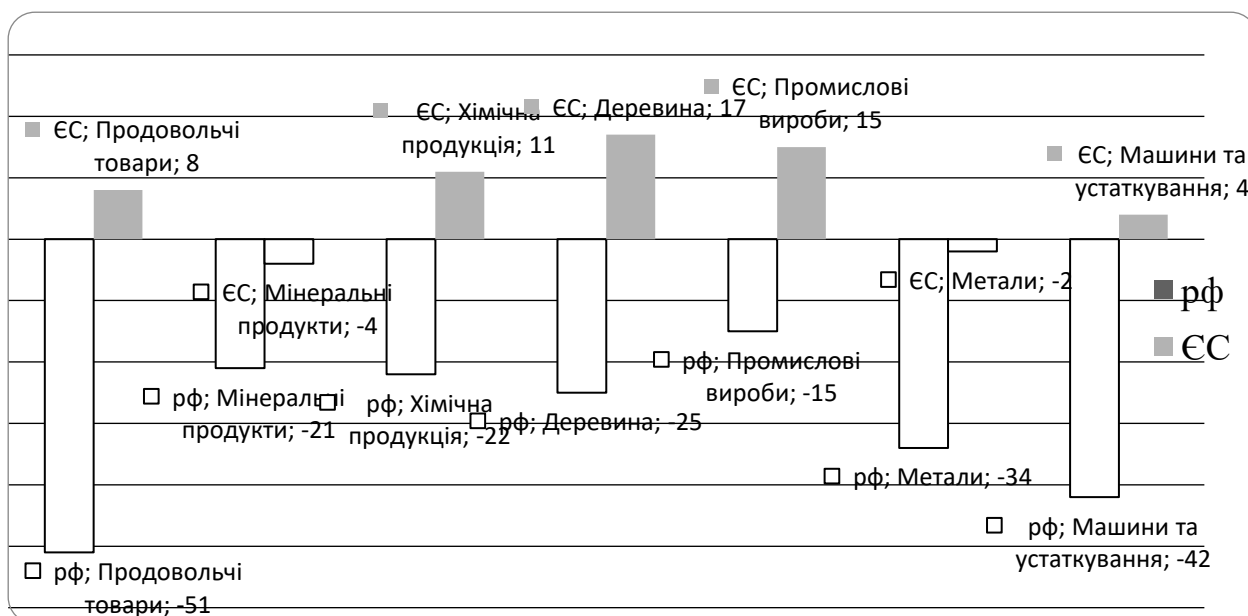 ЄС; Продовольчі
товари; 8
ЄС; Хімічна
продукція; 11
ЄС; Деревина; 17
ЄС; Промислові
вироби; 15
ЄС; Машини та
устаткування; 4
ЄС; Мінеральні
продукти; -4
ЄС; Метали; -2
рф
ЄС
рф; Продовольчі
товари; -51
рф; Мінеральні
продукти; -21
рф; Хімічна
продукція; -22
рф; Деревина; -25
рф; Промислові
вироби; -15
рф; Метали; -34
рф; Машини та
устаткування; -42